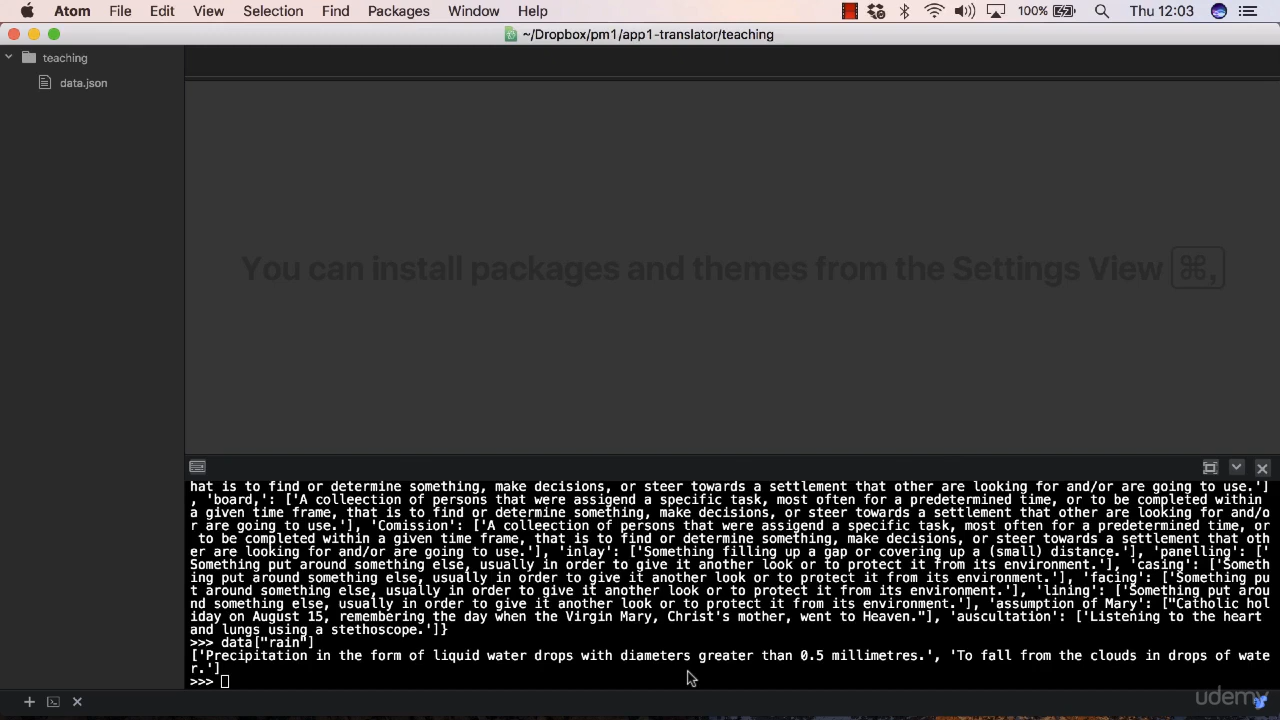 Atom File Edit View Selection Find Packages Window Help 100% Thu 12:03
~/Dropbox/pm1/app1-translator/teaching
teaching
data.json
You can install packages and themes from the Settings View ⌘,
hat is to find or determine something, make decisions, or steer towards a settlement that other are looking for and/or are going to use.']
, 'board,': ['A colleection of persons that were assigend a specific task, most often for a predetermined time, or to be completed within
a given time frame, that is to find or determine something, make decisions, or steer towards a settlement that other are looking for and/o
r are going to use.'], 'Comission': ['A colleection of persons that were assigend a specific task, most often for a predetermined time, or
to be completed within a given time frame, that is to find or determine something, make decisions, or steer towards a settlement that oth
er are looking for and/or are going to use.'], 'inlay': ['Something filling up a gap or covering up a (small) distance.'], 'panelling': ['
Something put around something else, usually in order to give it another look or to protect it from its environment.'], 'casing': ['Someth
ing put around something else, usually in order to give it another look or to protect it from its environment.'], 'facing': ['Something pu
t around something else, usually in order to give it another look or to protect it from its environment.'], 'lining': ['Something put arou
nd something else, usually in order to give it another look or to protect it from its environment.'], 'assumption of Mary': ["Catholic hol
iday on August 15, remembering the day when the Virgin Mary, Christ's mother, went to Heaven."], 'auscultation': ['Listening to the heart
and lungs using a stethoscope.']}
>>> data["rain"]
['Precipitation in the form of liquid water drops with diameters greater than 0.5 millimetres.', 'To fall from the clouds in drops of wate
r.']
>>>
udemy